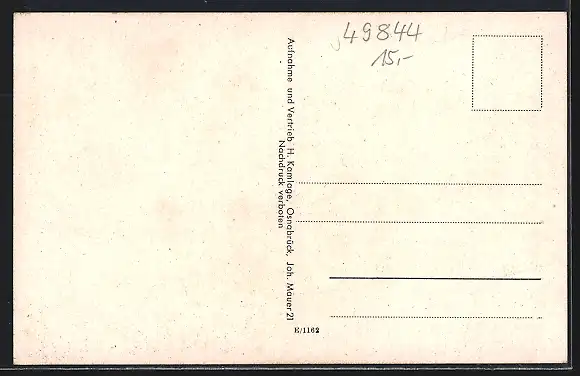 49844
15,-
Aufnahme und Vertrieb H. Kamlage, Osnabrück, Joh. Mauer 21
Nachdruck verboten
E/1162